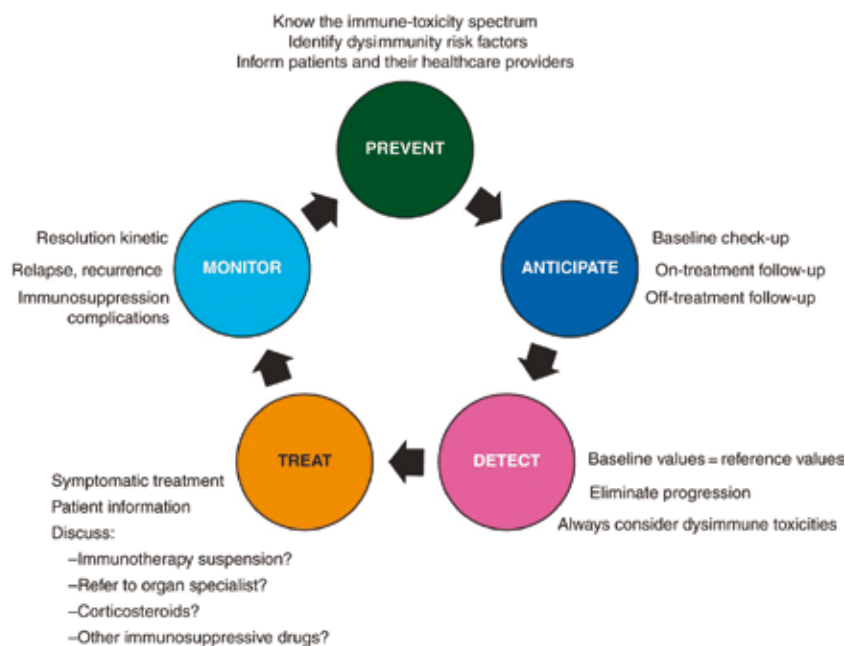 Know the immune-toxicity spectrum
Identify dysimmunity risk factors
Inform patients and their healthcare providers
PREVENT
ANTICIPATE
Baseline check-up
On-treatment follow-up
Off-treatment follow-up
DETECT
Baseline values = reference values
Eliminate progression
Always consider dysimmune toxicities
TREAT
Symptomatic treatment
Patient information
Discuss:
–Immunotherapy suspension?
–Refer to organ specialist?
–Corticosteroids?
–Other immunosuppressive drugs?
MONITOR
Resolution kinetic
Relapse, recurrence
Immunosuppression
complications